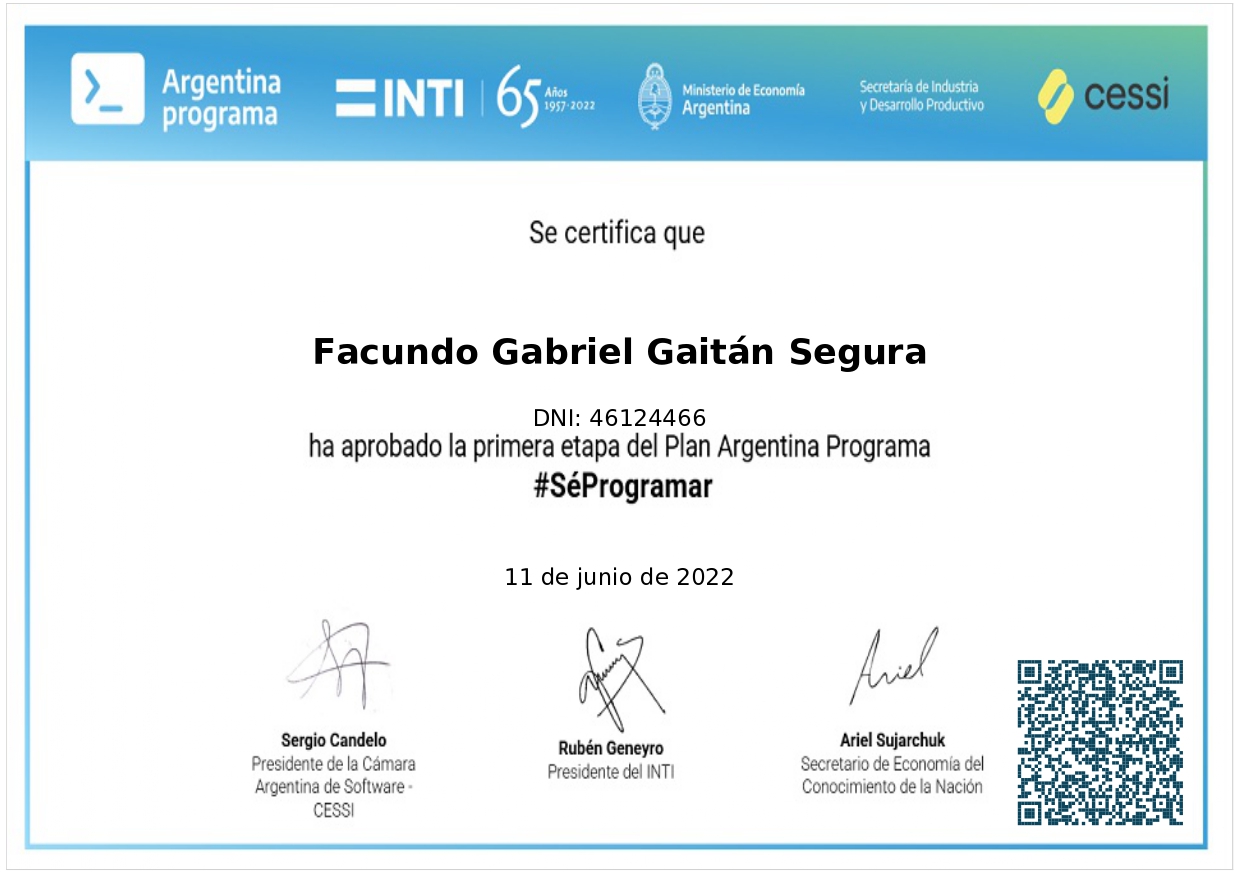 Argentina programa
INTI
65 Años 1957-2022
Ministerio de Economía
Argentina
Secretaría de Industria
y Desarrollo Productivo
cessi
Se certifica que
Facundo Gabriel Gaitán Segura
DNI: 46124466
ha aprobado la primera etapa del Plan Argentina Programa
#SéProgramar
11 de junio de 2022
Ariel
Sergio Candelo
Presidente de la Cámara
Argentina de Software -
CESSI
Rubén Geneyro
Presidente del INTI
Ariel Sujarchuk
Secretario de Economía del
Conocimiento de la Nación